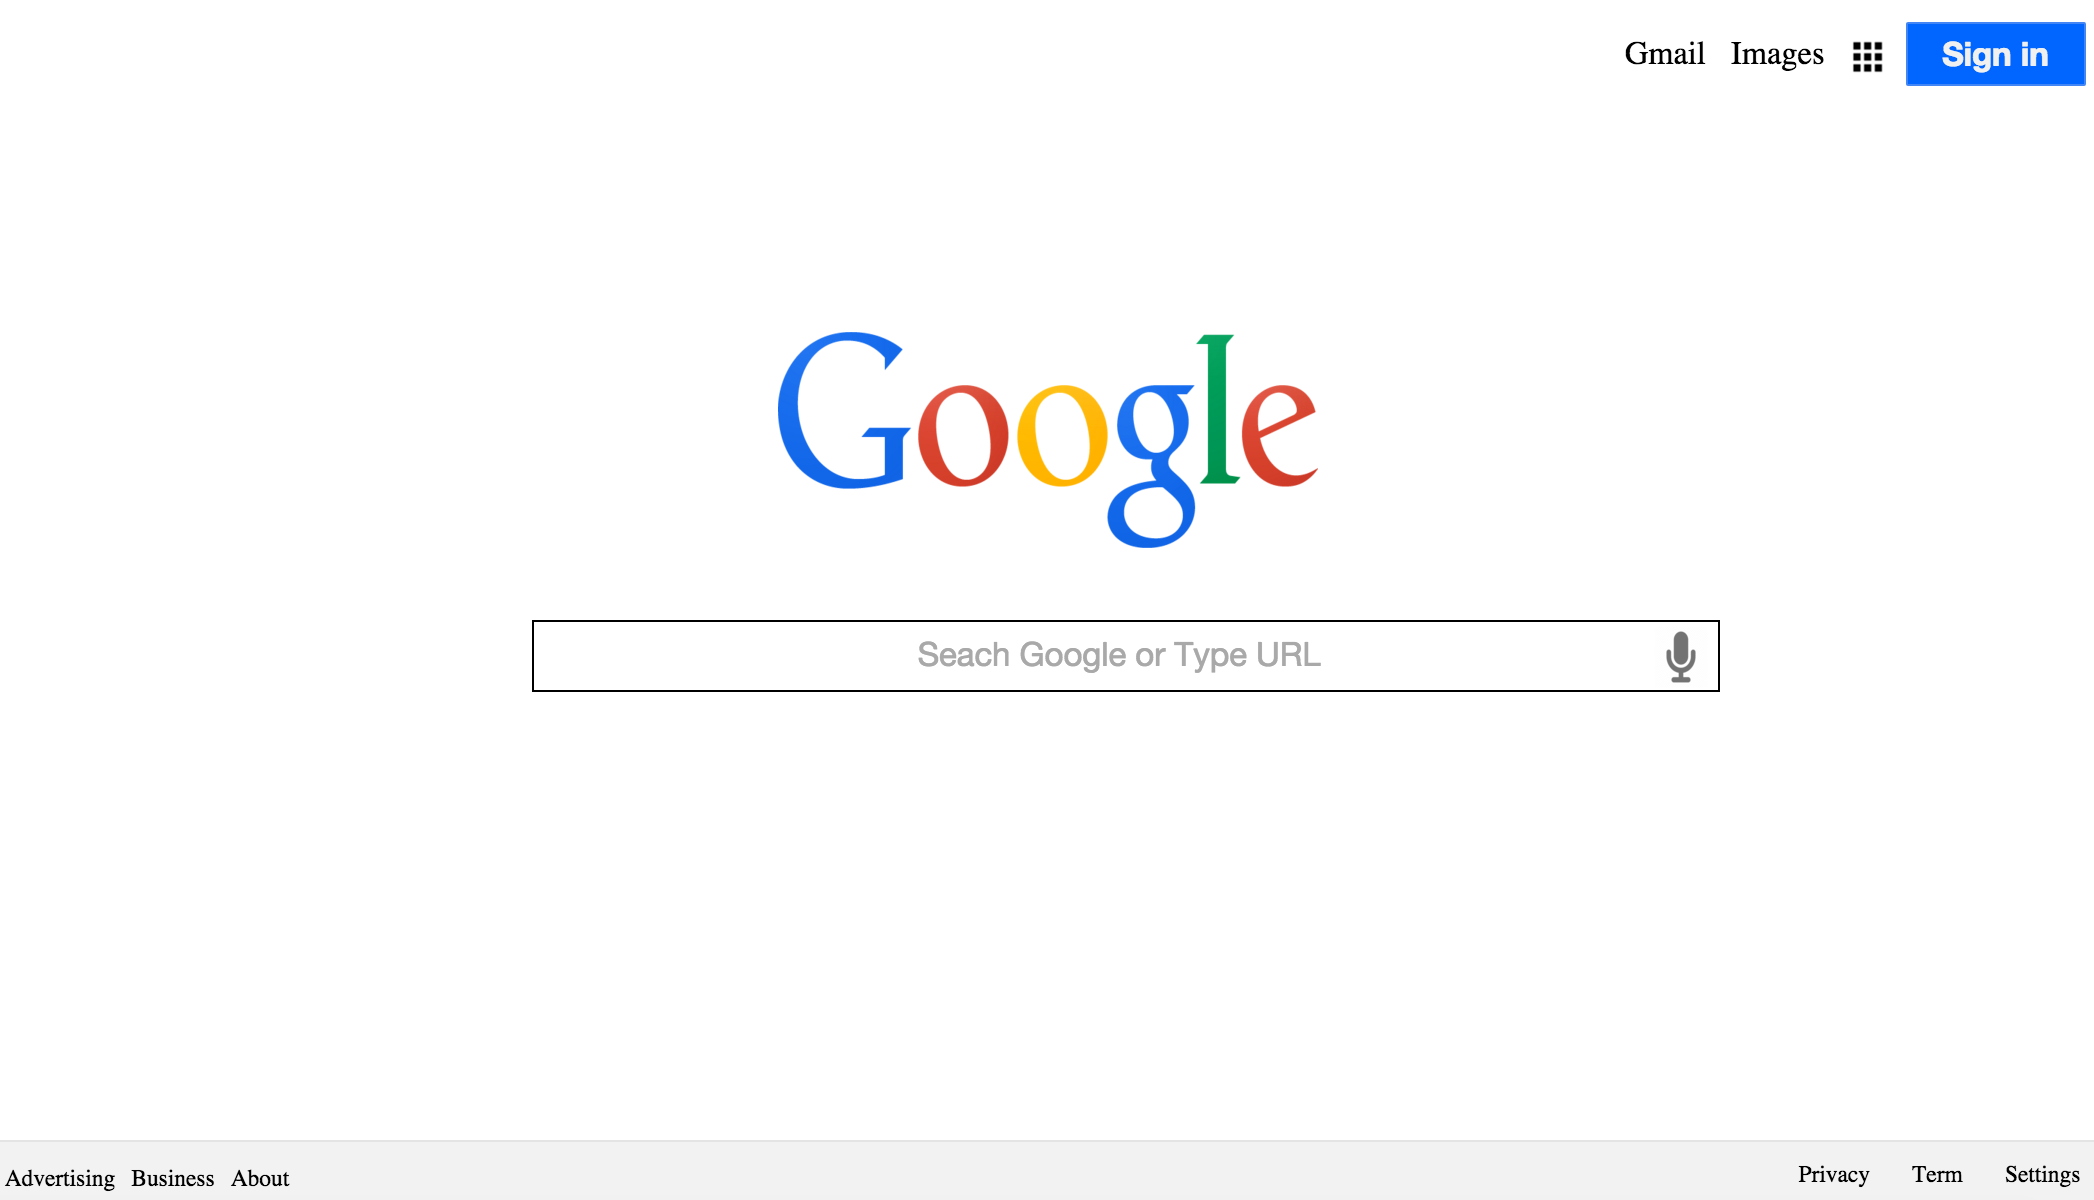 Gmail Images Sign in
Google
Seach Google or Type URL
Advertising Business About Privacy Term Settings